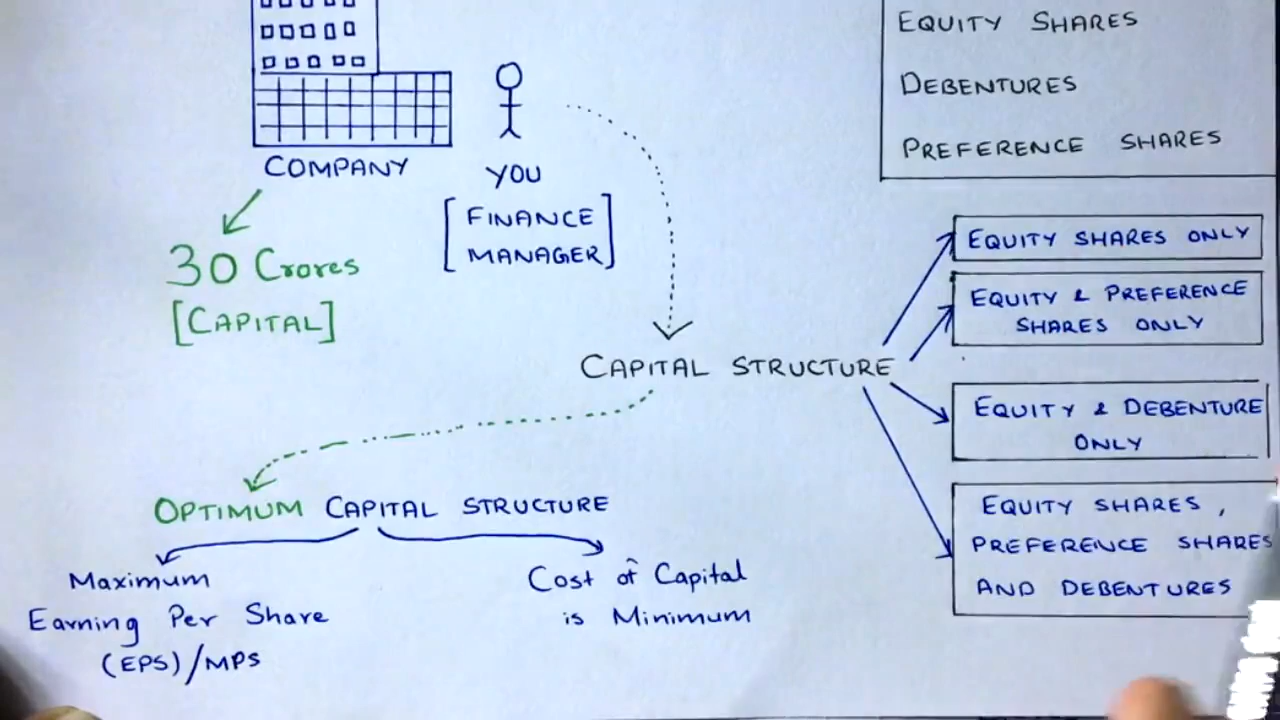 EQUITY SHARES
DEBENTURES
PREFERENCE SHARES
COMPANY
YOU
[FINANCE
MANAGER]
30 Crores
[CAPITAL]
CAPITAL STRUCTURE
EQUITY SHARES ONLY
EQUITY & PREFERENCE
SHARES ONLY
EQUITY & DEBENTURE
ONLY
EQUITY SHARES,
PREFERENCE SHARES
AND DEBENTURES
OPTIMUM CAPITAL STRUCTURE
Maximum
Earning Per Share
(EPS)/MPS
Cost of Capital
is Minimum